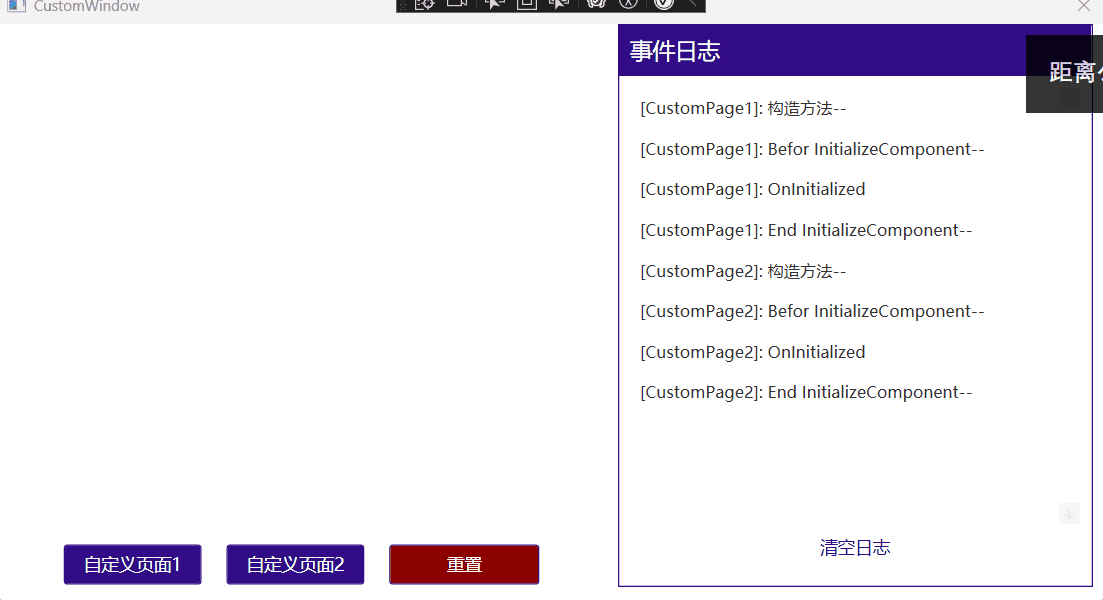 CustomWindow
事件日志
距离
[CustomPage1]: 构造方法--
[CustomPage1]: Befor InitializeComponent--
[CustomPage1]: OnInitialized
[CustomPage1]: End InitializeComponent--
[CustomPage2]: 构造方法--
[CustomPage2]: Befor InitializeComponent--
[CustomPage2]: OnInitialized
[CustomPage2]: End InitializeComponent--
清空日志
自定义页面1
自定义页面2
重置